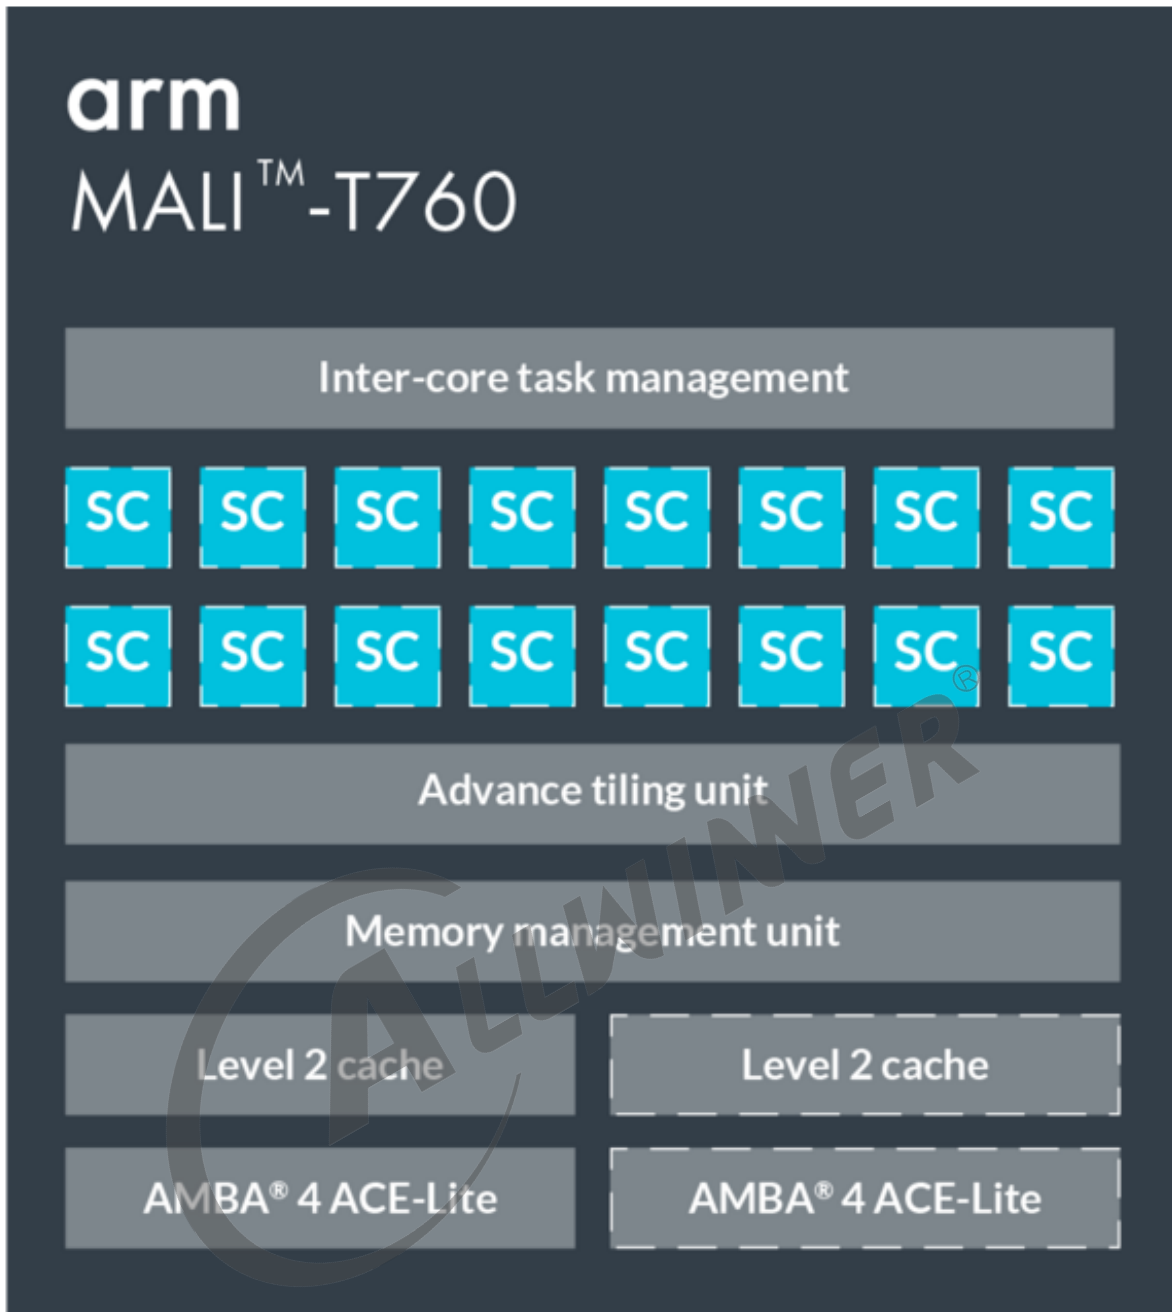 arm
MALI™-T760
Inter-core task management
SC SC SC SC SC SC SC SC
SC SC SC SC SC SC SC SC
Advance tiling unit
Memory management unit
Level 2 cache Level 2 cache
AMBA® 4 ACE-Lite AMBA® 4 ACE-Lite
ALLWINNER®